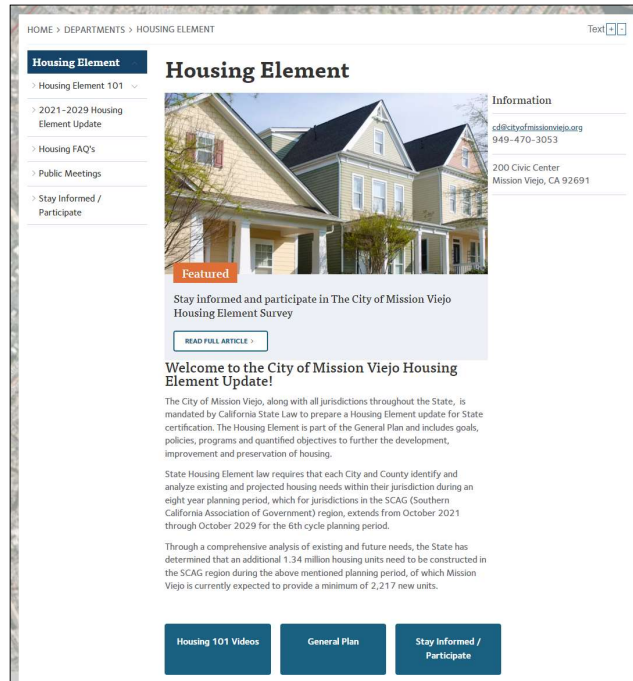 HOME > DEPARTMENTS > HOUSING ELEMENT
Text + -
Housing Element
> Housing Element 101
> 2021-2029 Housing
Element Update
> Housing FAQ's
> Public Meetings
> Stay Informed /
Participate
Housing Element
Featured
Stay informed and participate in The City of Mission Viejo
Housing Element Survey
READ FULL ARTICLE >
Information
cd@cityofmissionviejo.org
949-470-3053
200 Civic Center
Mission Viejo, CA 92691
Welcome to the City of Mission Viejo Housing
Element Update!
The City of Mission Viejo, along with all jurisdictions throughout the State, is
mandated by California State Law to prepare a Housing Element update for State
certification. The Housing Element is part of the General Plan and includes goals,
policies, programs and quantified objectives to further the development,
improvement and preservation of housing.
State Housing Element law requires that each City and County identify and
analyze existing and projected housing needs within their jurisdiction during an
eight year planning period, which for jurisdictions in the SCAG (Southern
California Association of Government) region, extends from October 2021
through October 2029 for the 6th cycle planning period.
Through a comprehensive analysis of existing and future needs, the State has
determined that an additional 1.34 million housing units need to be constructed in
the SCAG region during the above mentioned planning period, of which Mission
Viejo is currently expected to provide a minimum of 2,217 new units.
Housing 101 Videos
General Plan
Stay Informed /
Participate